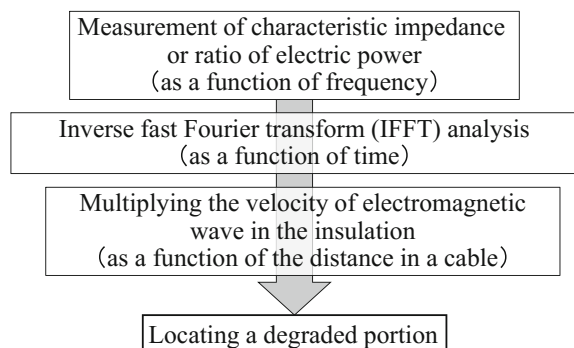 Measurement of characteristic impedance
or ratio of electric power
（as a function of frequency）
Inverse fast Fourier transform (IFFT) analysis
（as a function of time）
Multiplying the velocity of electromagnetic
wave in the insulation
（as a function of the distance in a cable）
Locating a degraded portion